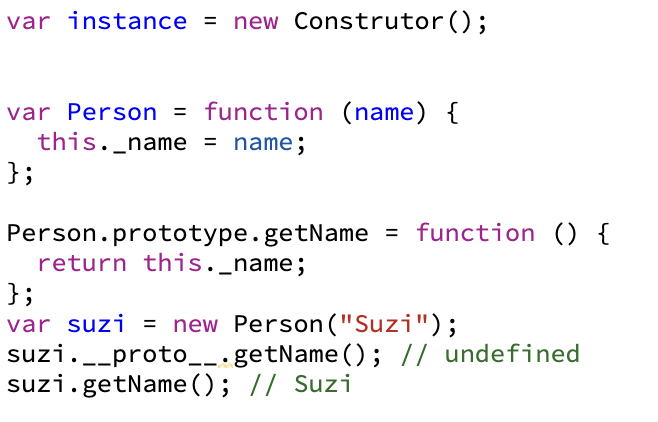 var instance = new Construtor();
var Person = function (name) {
this._name = name;
};
Person.prototype.getName = function () {
return this._name;
};
var suzi = new Person("Suzi");
suzi.__proto__.getName(); // undefined
suzi.getName(); // Suzi